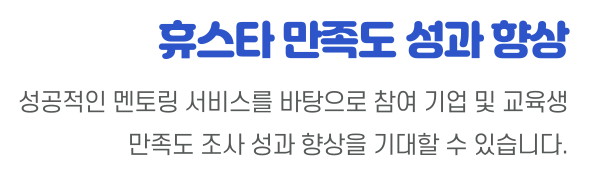 휴스타 만족도 성과 향상
성공적인 멘토링 서비스를 바탕으로 참여 기업 및 교육생
만족도 조사 성과 향상을 기대할 수 있습니다.